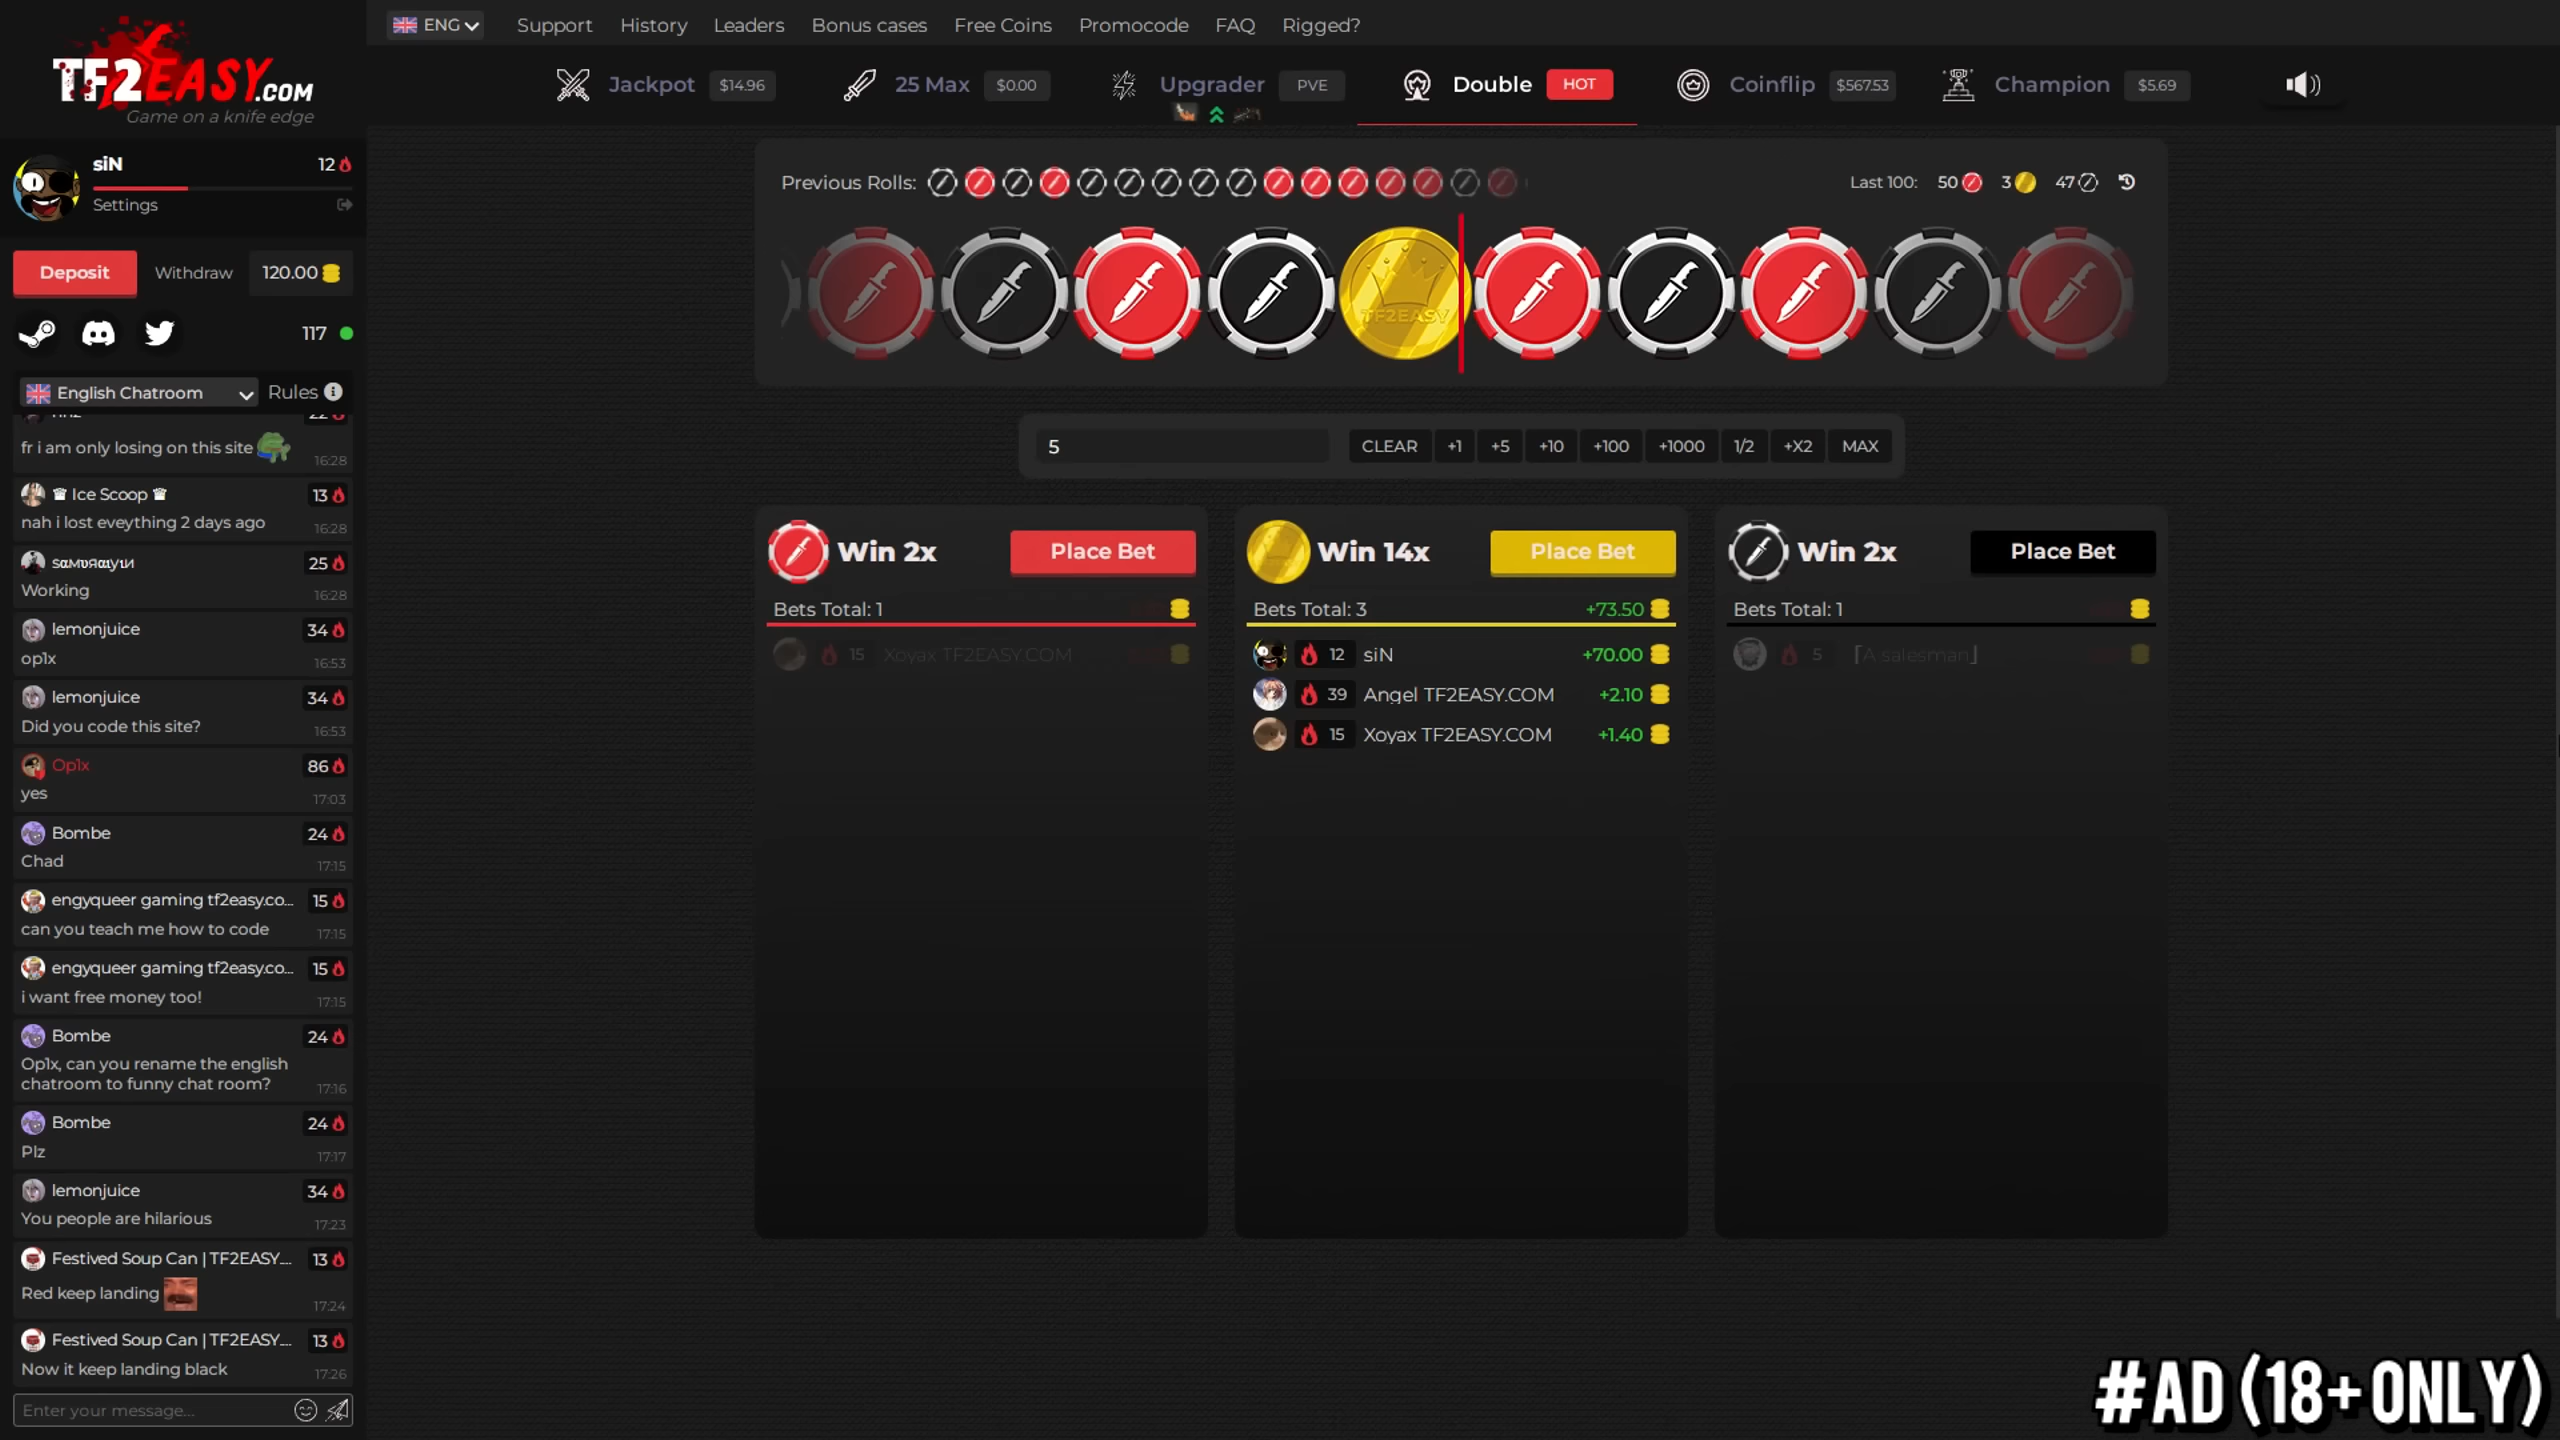 TF2EASY.COM
Game on a knife edge
ENG
Support
History
Leaders
Bonus cases
Free Coins
Promocode
FAQ
Rigged?
Jackpot $14.96
25 Max $0.00
Upgrader PVE
Double HOT
Coinflip $567.53
Champion $5.69
siN 12
Settings
Deposit
Withdraw
120.00
117
English Chatroom
Rules
fr i am only losing on this site
16:28
♛ Ice Scoop ♛ 13
nah i lost eveything 2 days ago
16:28
25
Working
16:28
lemonjuice 34
op1x
16:53
lemonjuice 34
Did you code this site?
16:53
Op1x 86
yes
17:03
Bombe 24
Chad
17:15
engyqueer gaming tf2easy.co... 15
can you teach me how to code
17:15
engyqueer gaming tf2easy.co... 15
i want free money too!
17:15
Bombe 24
Op1x, can you rename the english
chatroom to funny chat room?
17:16
Bombe 24
Plz
17:17
lemonjuice 34
You people are hilarious
17:23
Festived Soup Can | TF2EASY.... 13
Red keep landing
17:24
Festived Soup Can | TF2EASY.... 13
Now it keep landing black
17:26
Enter your message...
Previous Rolls:
Last 100: 50 3 47
TF2EASY
5
CLEAR +1 +5 +10 +100 +1000 1/2 +X2 MAX
Win 2x
Place Bet
Bets Total: 1
15 Xoyax TF2EASY.COM
Win 14x
Place Bet
Bets Total: 3 +73.50
12 siN +70.00
39 Angel TF2EASY.COM +2.10
15 Xoyax TF2EASY.COM +1.40
Win 2x
Place Bet
Bets Total: 1
5 ⌈A salesman⌋
#AD (18+ ONLY)